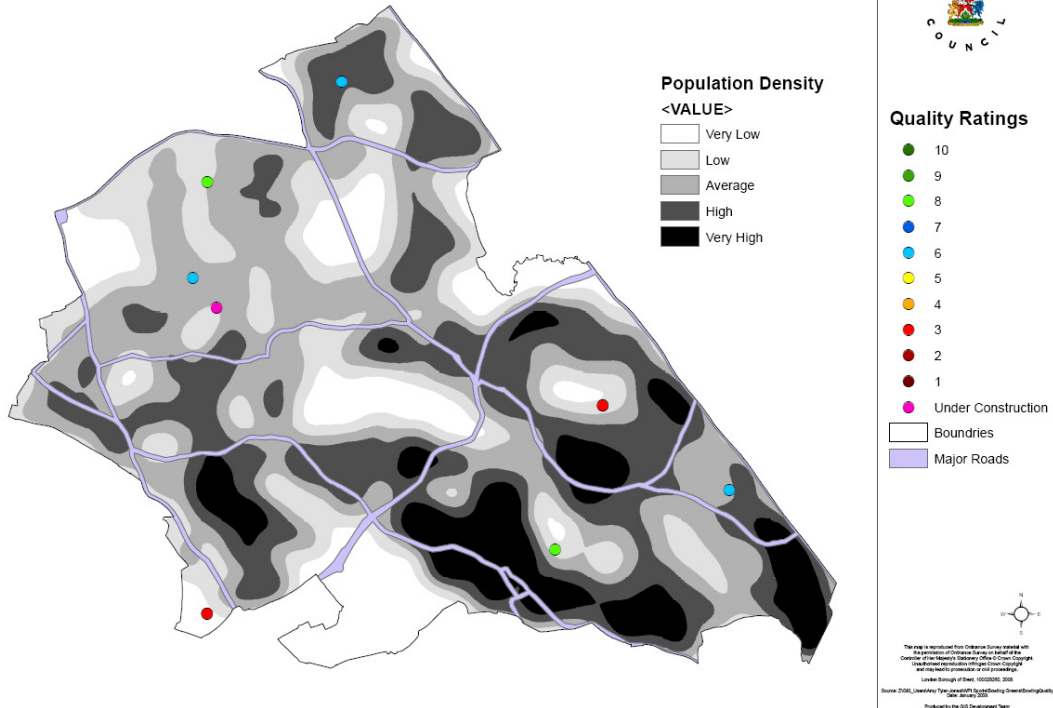 COUNCIL
Population Density
<VALUE>
Very Low
Low
Average
High
Very High
Quality Ratings
10
9
8
7
6
5
4
3
2
1
Under Construction
Boundries
Major Roads
N
W
E
S
This map is reproduced from Ordnance Survey material with
the permission of Ordnance Survey on behalf of the
Controller of Her Majesty's Stationery Office © Crown Copyright.
Unauthorised reproduction infringes Crown Copyright
and may lead to prosecution or civil proceedings.
London Borough of Brent, 2008
Date: January 2008
Produced by the GIS Development Team